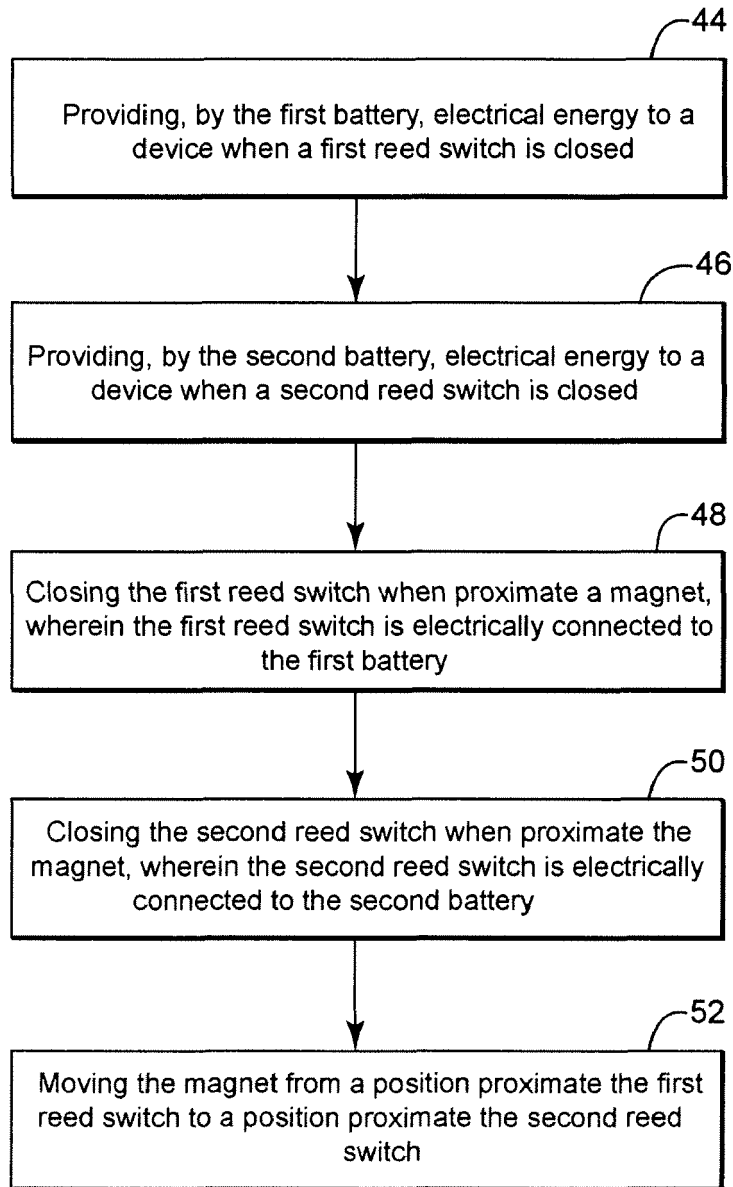 44
Providing, by the first battery, electrical energy to a
device when a first reed switch is closed
46
Providing, by the second battery, electrical energy to a
device when a second reed switch is closed
48
Closing the first reed switch when proximate a magnet,
wherein the first reed switch is electrically connected to
the first battery
50
Closing the second reed switch when proximate the
magnet, wherein the second reed switch is electrically
connected to the second battery
52
Moving the magnet from a position proximate the first
reed switch to a position proximate the second reed
switch